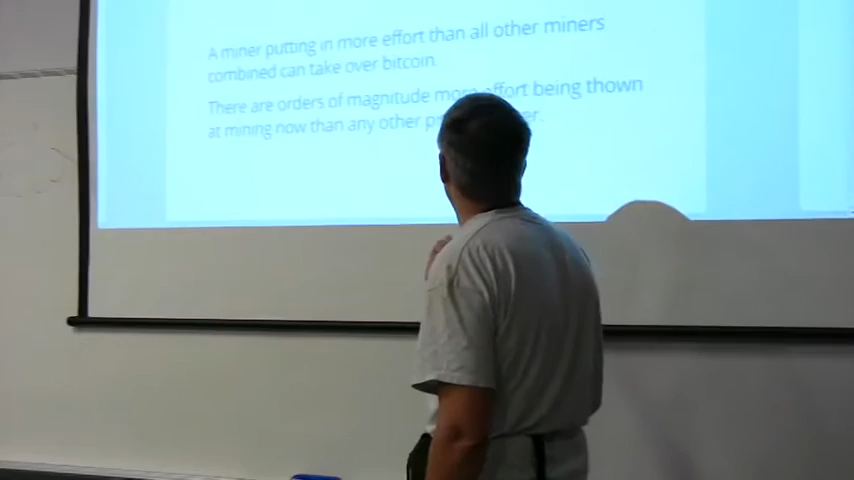 A miner putting in more effort than all other miners
combined can take over bitcoin.
There are orders of magnitude more effort being thown
at mining now than any other